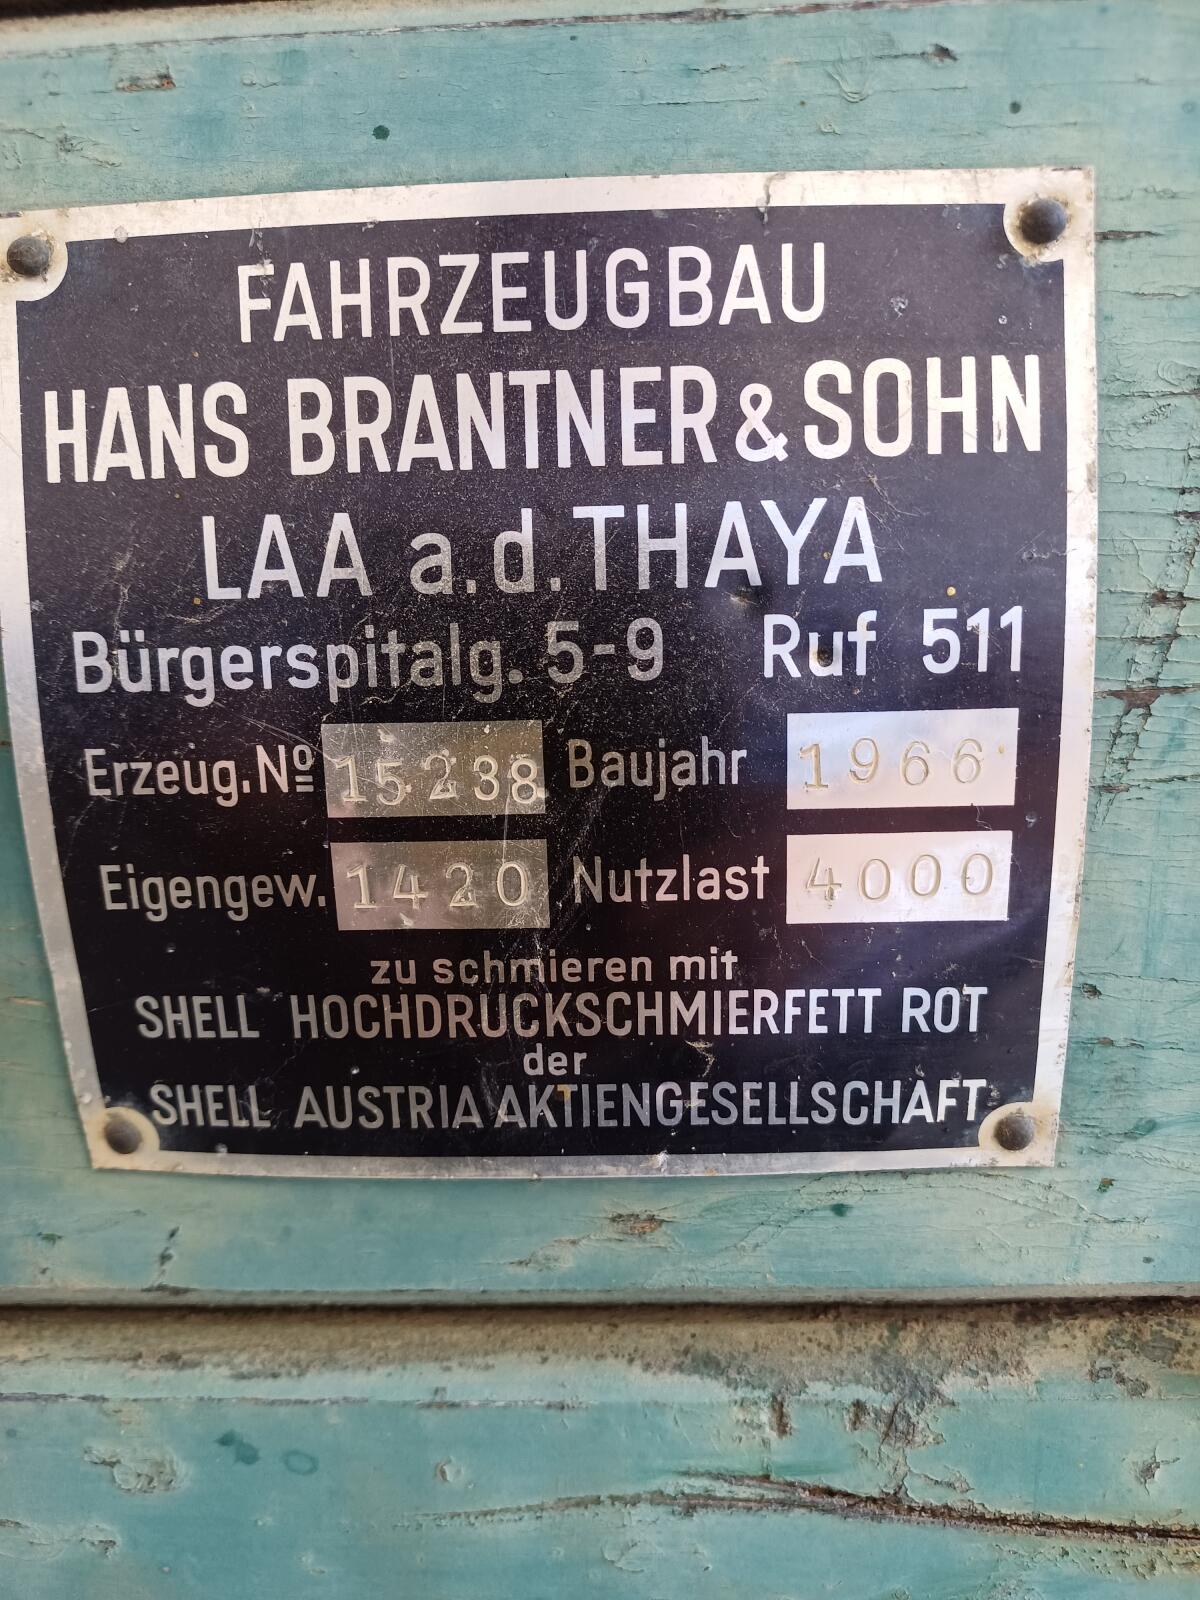 FAHRZEUGBAU
HANS BRANTNER & SOHN
LAA a.d. THAYA
Bürgerspitalg. 5-9 Ruf 511
Erzeug. Nº 15238 Baujahr 1966
Eigengew. 1420 Nutzlast 4000
zu schmieren mit
SHELL HOCHDRUCKSCHMIERFETT ROT
der
SHELL AUSTRIA AKTIENGESELLSCHAFT